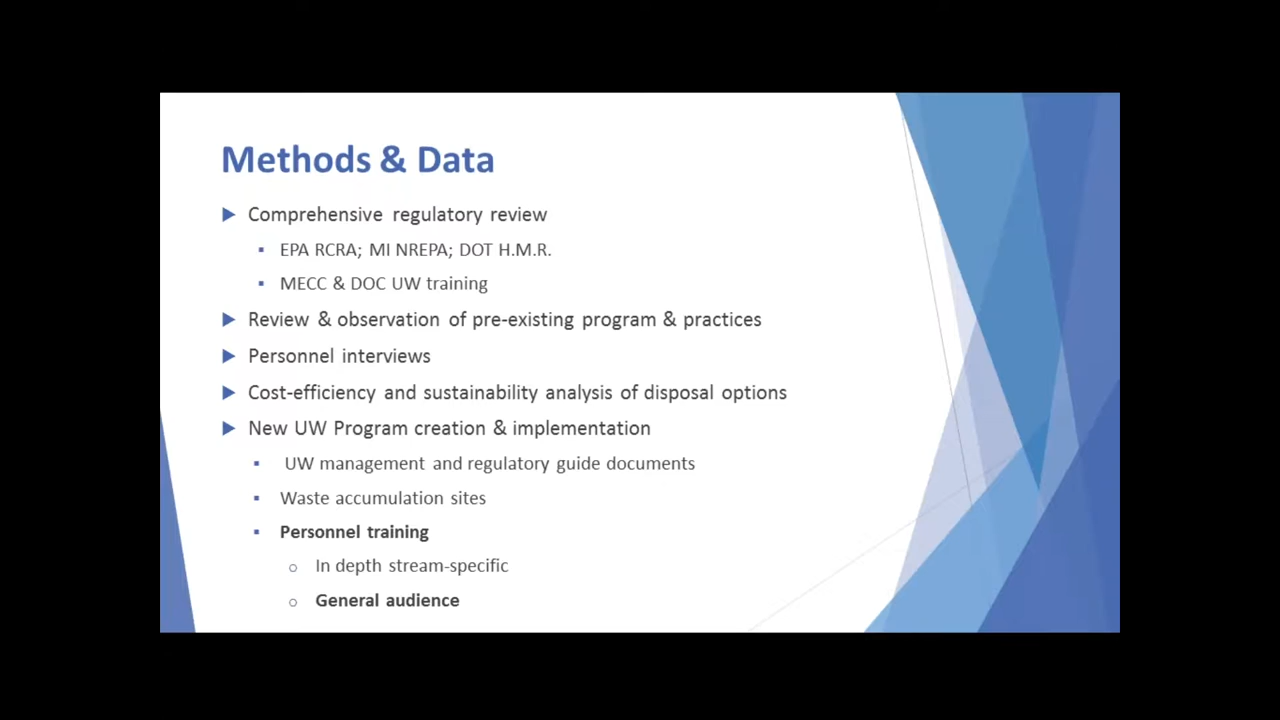 Methods & Data
Comprehensive regulatory review
EPA RCRA; MI NREPA; DOT H.M.R.
MECC & DOC UW training
Review & observation of pre-existing program & practices
Personnel interviews
Cost-efficiency and sustainability analysis of disposal options
New UW Program creation & implementation
UW management and regulatory guide documents
Waste accumulation sites
Personnel training
In depth stream-specific
General audience